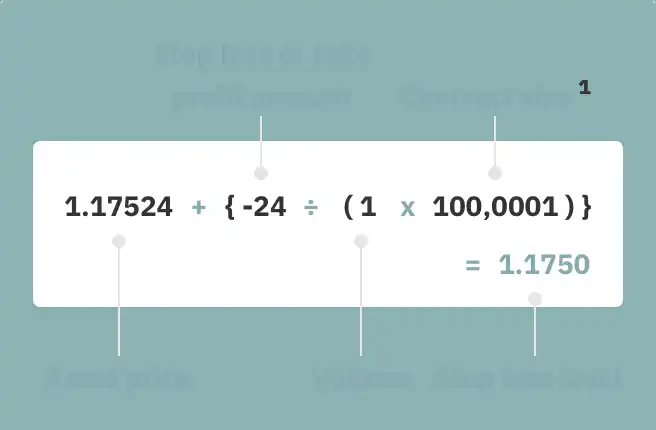 Stop loss or take
profit amount
Contract size 1
1.17524 + {-24 ÷ (1 x 100,0001)}
= 1.1750
Asset price
Volume
Stop loss level